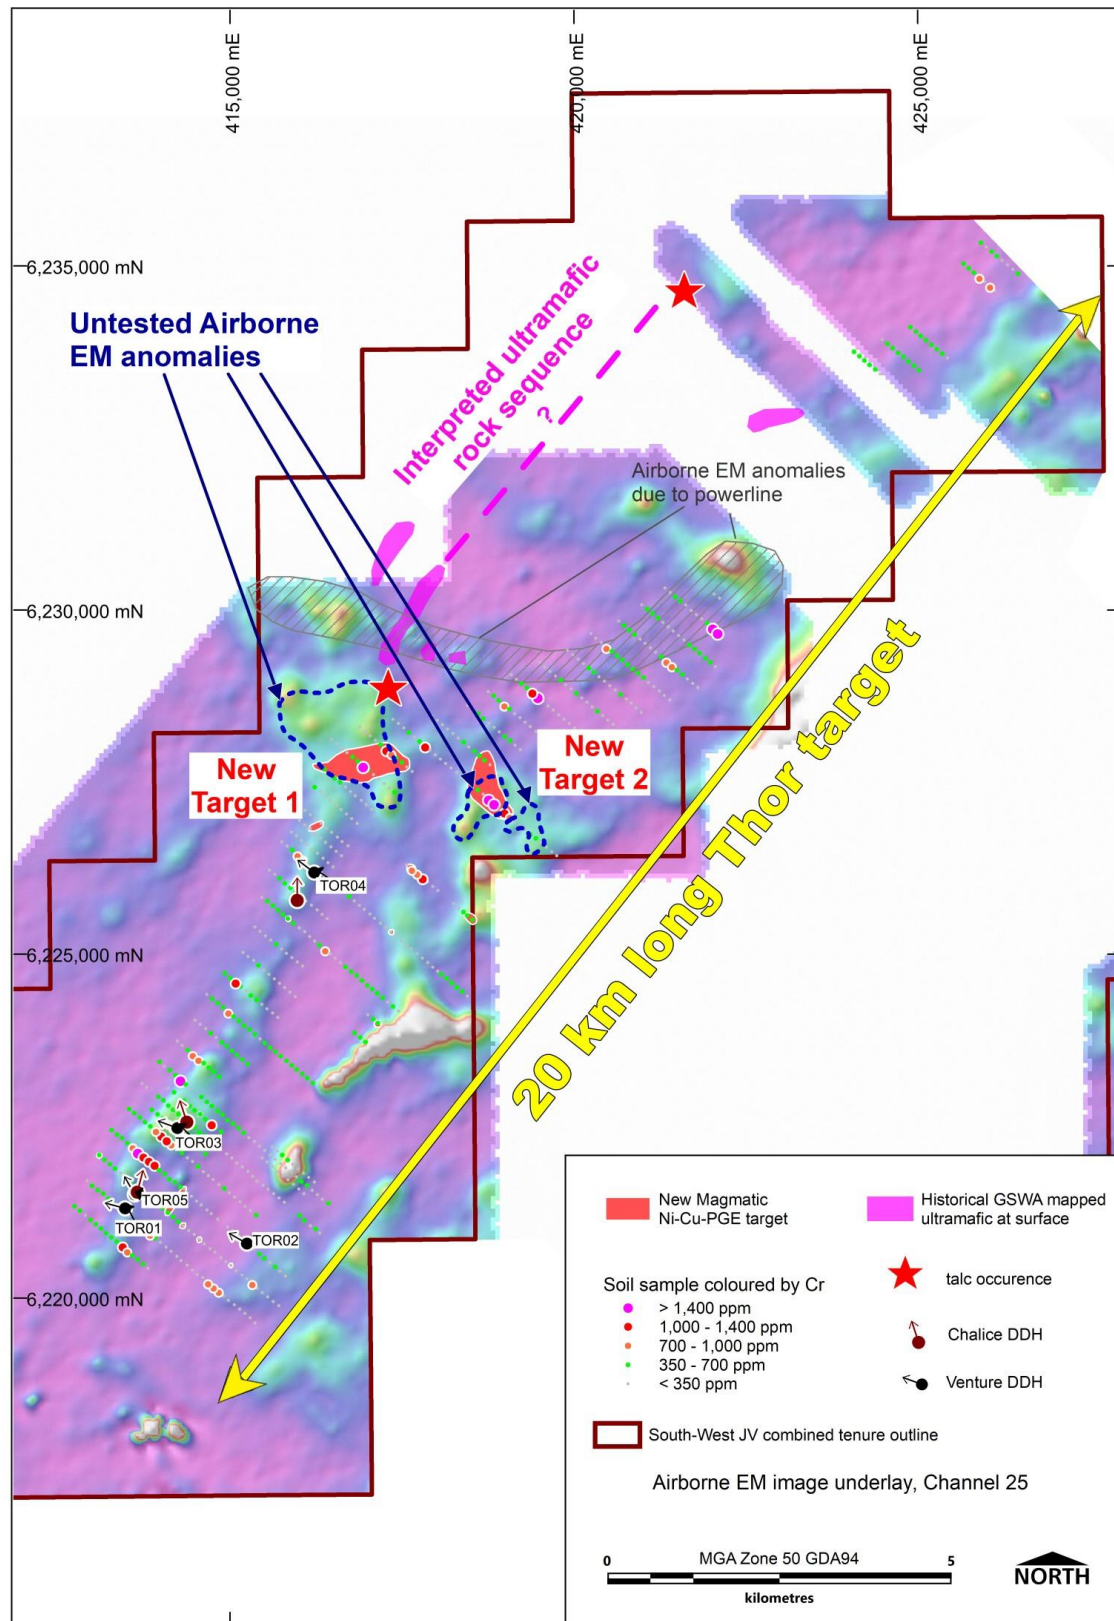 415,000 mE
420,000 mE
425,000 mE
6,235,000 mN
Untested Airborne
EM anomalies
Interpreted ultramafic
rock sequence
?
Airborne EM anomalies
due to powerline
6,230,000 mN
New
Target 1
New
Target 2
20 km long Thor target
TOR04
6,225,000 mN
TOR03
TOR05
TOR01
TOR02
6,220,000 mN
New Magmatic
Ni-Cu-PGE target
Historical GSWA mapped
ultramafic at surface
Soil sample coloured by Cr
> 1,400 ppm
1,000 - 1,400 ppm
700 - 1,000 ppm
350 - 700 ppm
< 350 ppm
talc occurence
Chalice DDH
Venture DDH
South-West JV combined tenure outline
Airborne EM image underlay, Channel 25
0 MGA Zone 50 GDA94 5
kilometres
NORTH